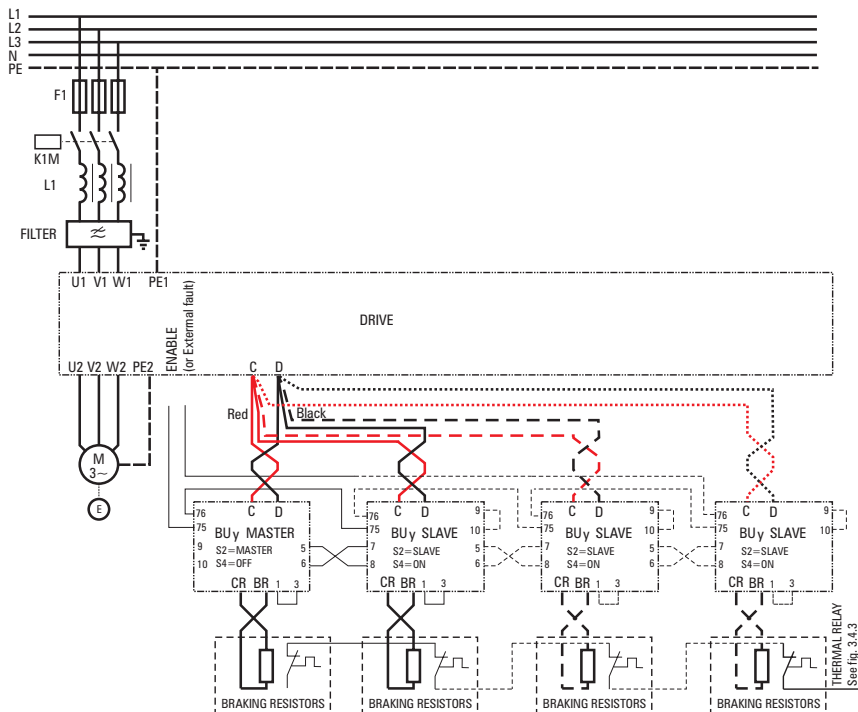 L1
L2
L3
N
PE
F1
K1M
L1
FILTER
U1 V1 W1 PE1
ENABLE
(or External fault)
DRIVE
U2 V2 W2 PE2
C D
Red
Black
M
3~
E
C D
76
75
BUy MASTER
9
S2=MASTER
5
10
S4=OFF
6
CR BR 1 3
C D
76
75
9
10
BUy SLAVE
7
S2=SLAVE
5
8
S4=ON
6
CR BR 1 3
C D
76
75
9
10
BUy SLAVE
7
S2=SLAVE
5
8
S4=ON
6
CR BR 1 3
C D
76
75
9
10
BUy SLAVE
7
S2=SLAVE
8
S4=ON
CR BR 1 3
BRAKING RESISTORS
BRAKING RESISTORS
BRAKING RESISTORS
BRAKING RESISTORS
THERMAL RELAY
See fig. 3.4.3